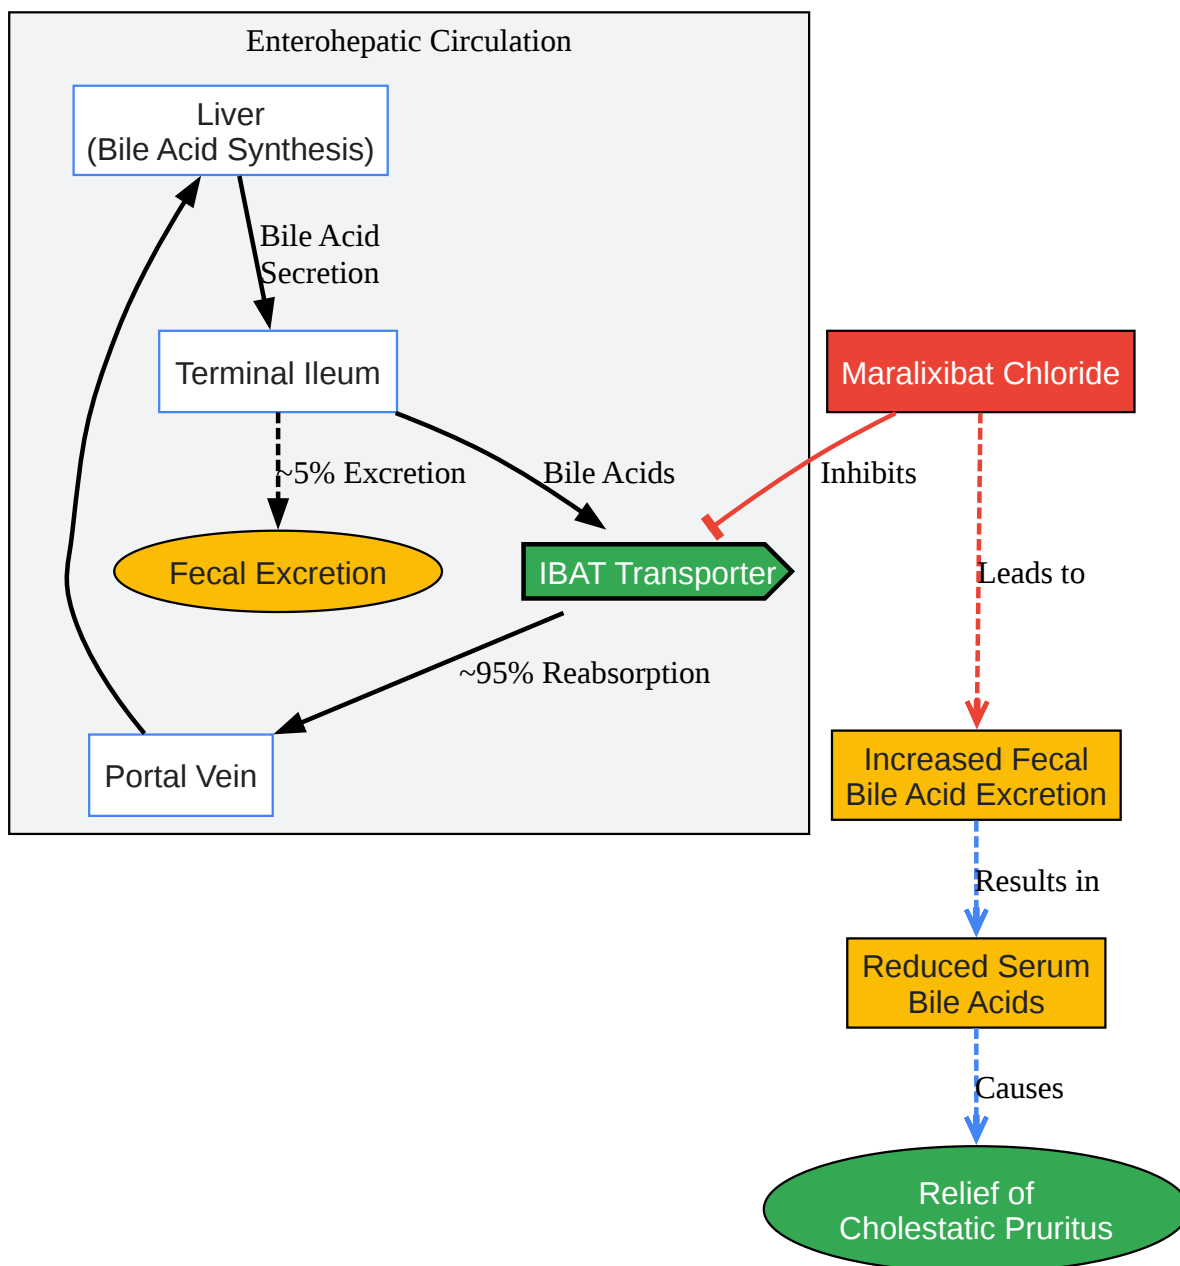 Enterohepatic Circulation
Liver
(Bile Acid Synthesis)
Bile Acid
Secretion
Terminal Ileum
Maralixibat Chloride
~5% Excretion
Bile Acids
Inhibits
Fecal Excretion
IBAT Transporter
Leads to
~95% Reabsorption
Portal Vein
Increased Fecal
Bile Acid Excretion
Results in
Reduced Serum
Bile Acids
Causes
Relief of
Cholestatic Pruritus